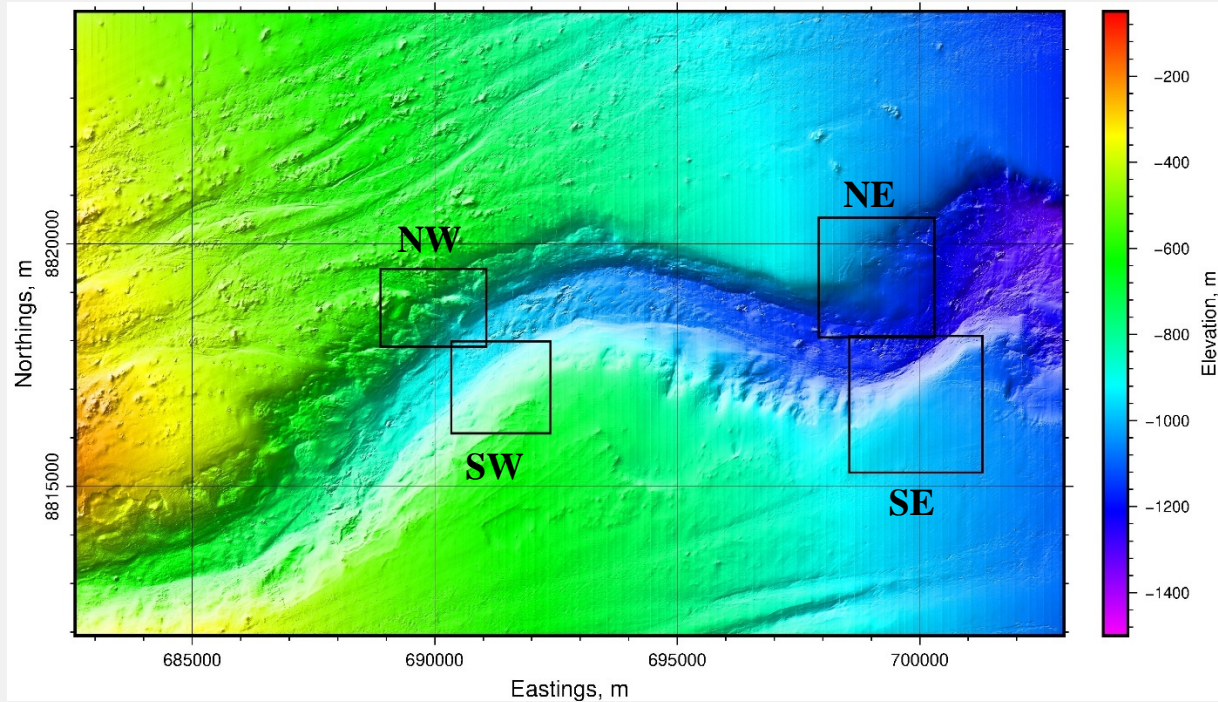 NE
NW
SW
SE
8820000
8815000
Northings, m
685000
690000
695000
700000
Eastings, m
−200
−400
−600
−800
−1000
−1200
−1400
Elevation, m